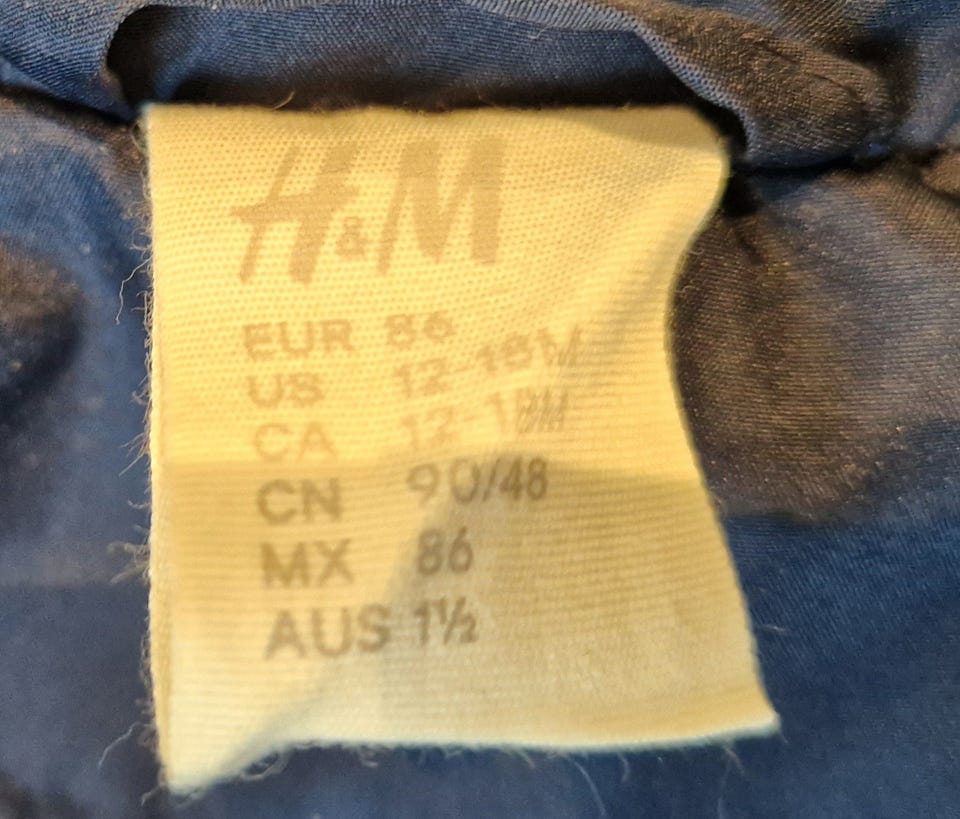 H&M
EUR 86
US 12-18M
CA 12-18M
CN 90/48
MX 86
AUS 1½